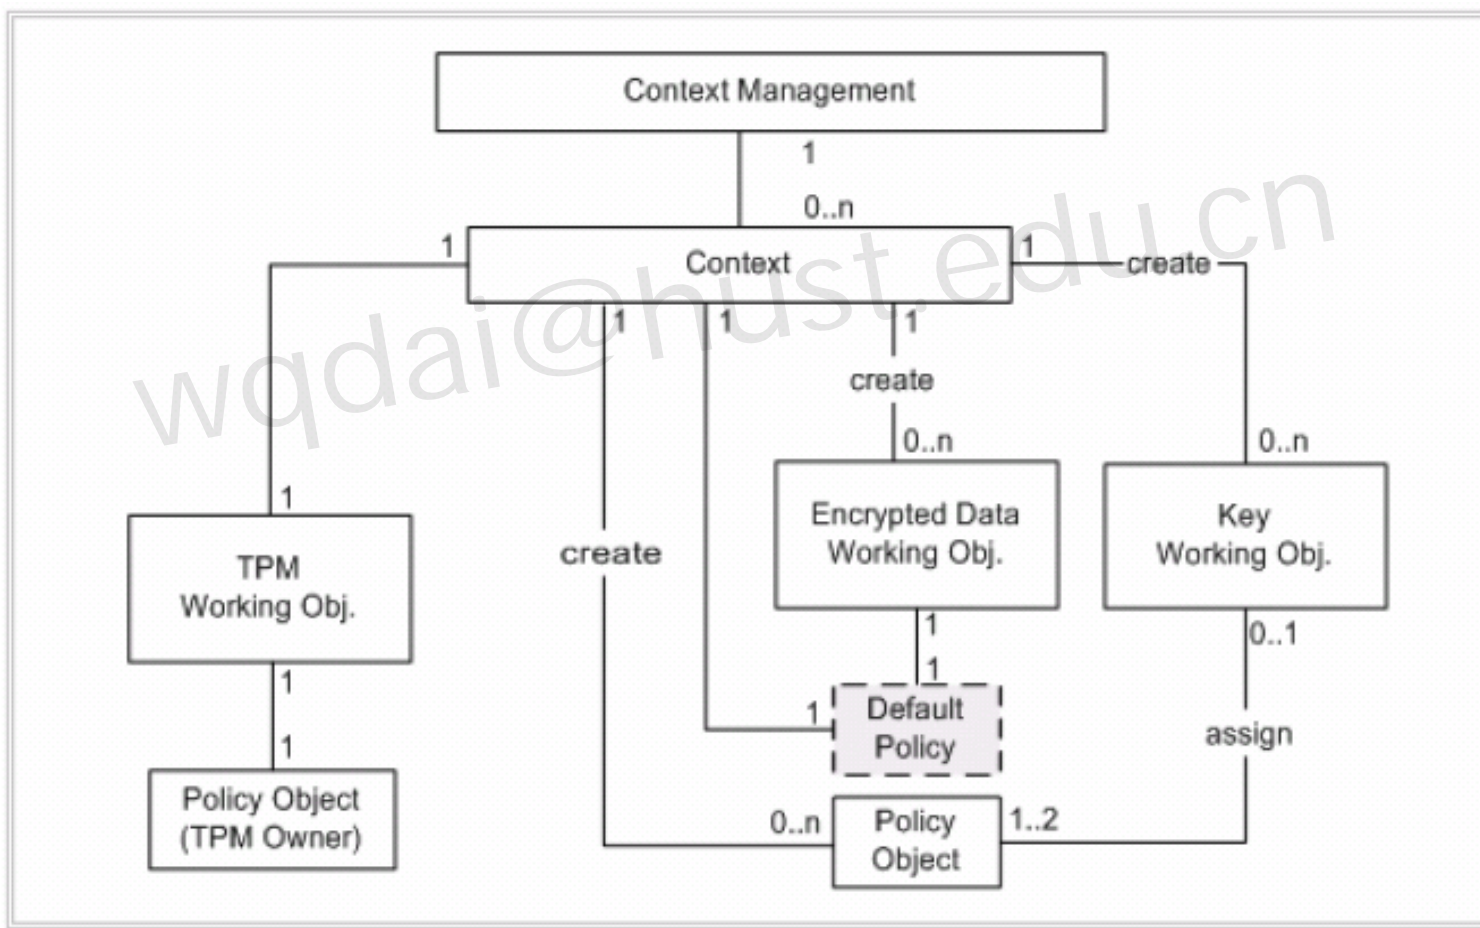 Context Management
1
0..n
1
Context
1
create
1
1
1
create
0..n
0..n
1
TPM
Working Obj.
create
Encrypted Data
Working Obj.
Key
Working Obj.
1
1
0..1
1
1
Default
Policy
assign
1
Policy Object
(TPM Owner)
0..n
Policy
Object
1..2
wqdai@hust.edu.cn